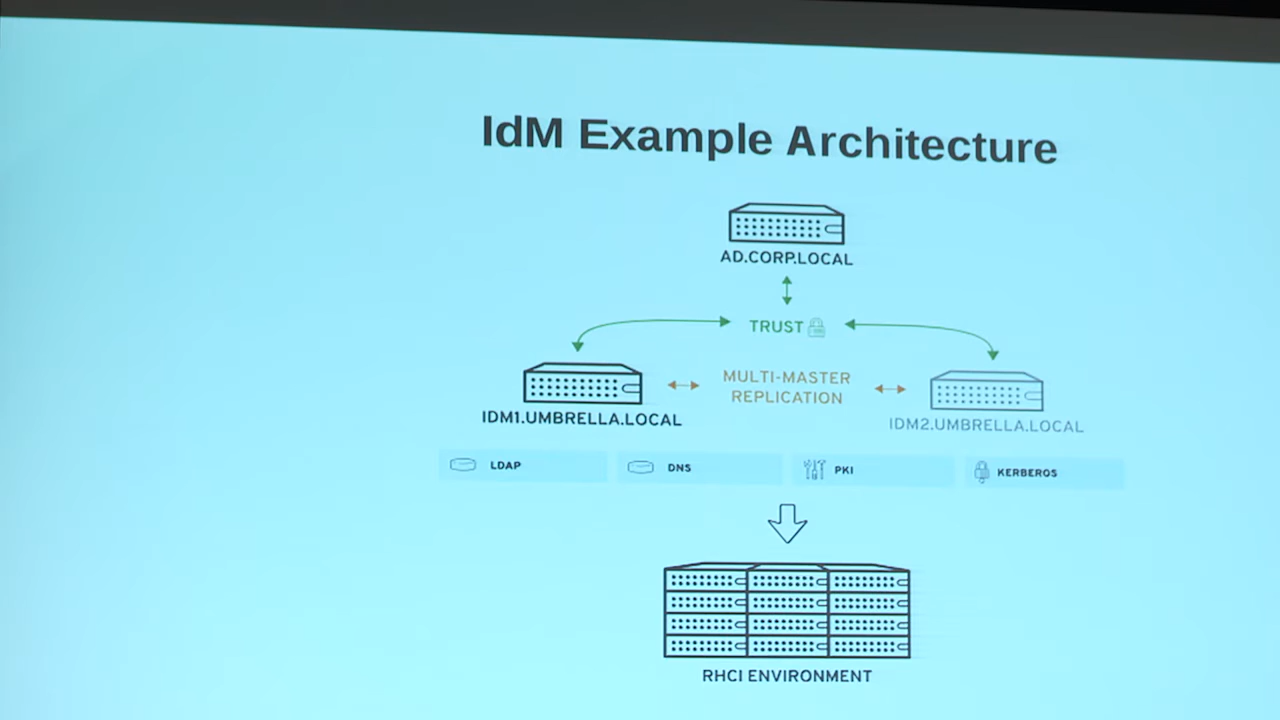 IdM Example Architecture
AD.CORP.LOCAL
TRUST
MULTI-MASTER
REPLICATION
IDM1.UMBRELLA.LOCAL
IDM2.UMBRELLA.LOCAL
LDAP
DNS
PKI
KERBEROS
RHCI ENVIRONMENT